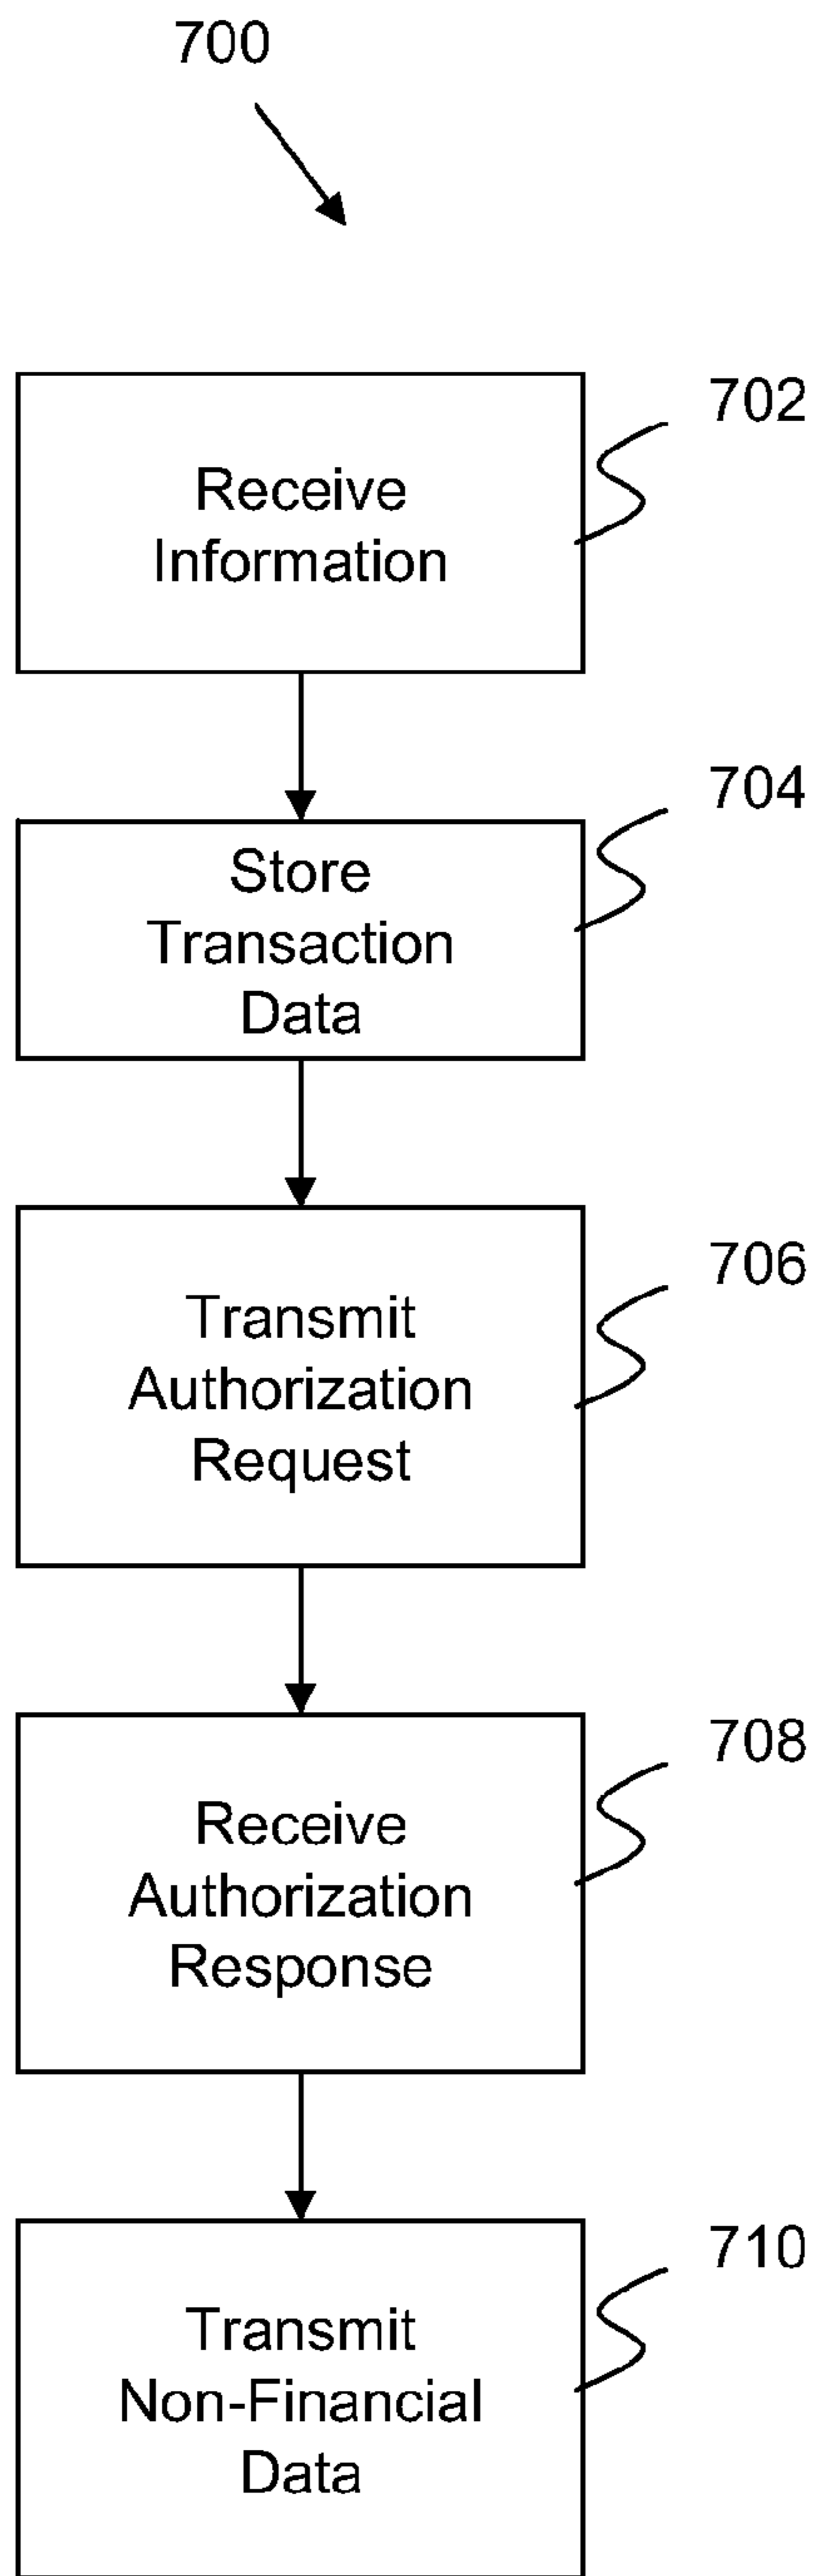 700
702
Receive
Information
704
Store
Transaction
Data
706
Transmit
Authorization
Request
708
Receive
Authorization
Response
710
Transmit
Non-Financial
Data